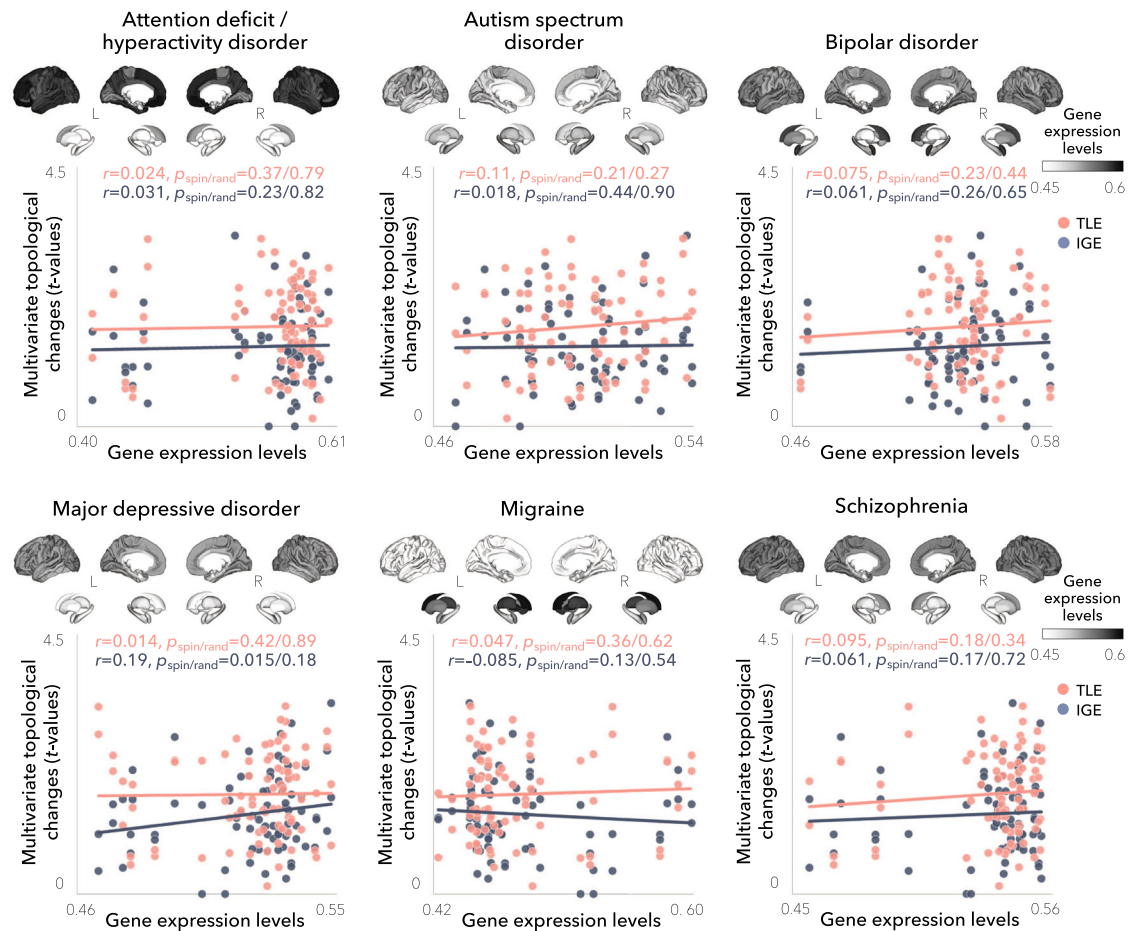 Attention deficit /
hyperactivity disorder
L
R
r=0.024, pspin/rand=0.37/0.79
r=0.031, pspin/rand=0.23/0.82
4.5
0
Multivariate topological
changes (t-values)
0.40
0.61
Gene expression levels
Autism spectrum
disorder
L
R
r=0.11, pspin/rand=0.21/0.27
r=0.018, pspin/rand=0.44/0.90
4.5
0
Multivariate topological
changes (t-values)
0.46
0.54
Gene expression levels
Bipolar disorder
L
R
r=0.075, pspin/rand=0.23/0.44
r=0.061, pspin/rand=0.26/0.65
4.5
0
Multivariate topological
changes (t-values)
0.46
0.58
Gene expression levels
Gene
expression
levels
0.45
0.6
TLE
IGE
Major depressive disorder
L
R
r=0.014, pspin/rand=0.42/0.89
r=0.19, pspin/rand=0.015/0.18
4.5
0
Multivariate topological
changes (t-values)
0.46
0.55
Gene expression levels
Migraine
L
R
r=0.047, pspin/rand=0.36/0.62
r=-0.085, pspin/rand=0.13/0.54
4.5
0
Multivariate topological
changes (t-values)
0.42
0.60
Gene expression levels
Schizophrenia
L
R
r=0.095, pspin/rand=0.18/0.34
r=0.061, pspin/rand=0.17/0.72
4.5
0
Multivariate topological
changes (t-values)
0.45
0.56
Gene expression levels
Gene
expression
levels
0.45
0.6
TLE
IGE